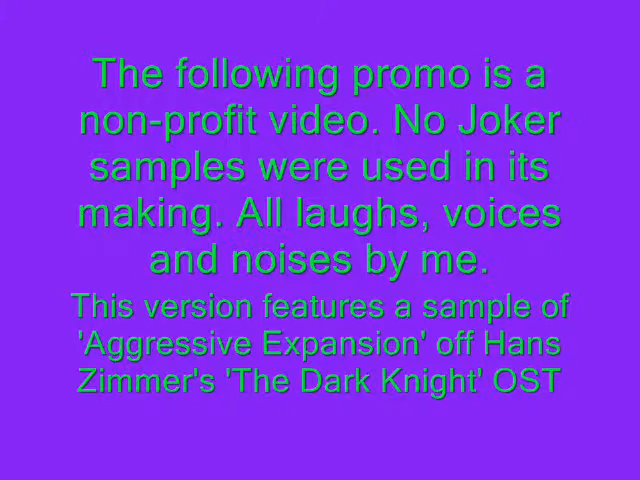 The following promo is a
non-profit video. No Joker
samples were used in its
making. All laughs, voices
and noises by me.
This version features a sample of
'Aggressive Expansion' off Hans
Zimmer's 'The Dark Knight' OST